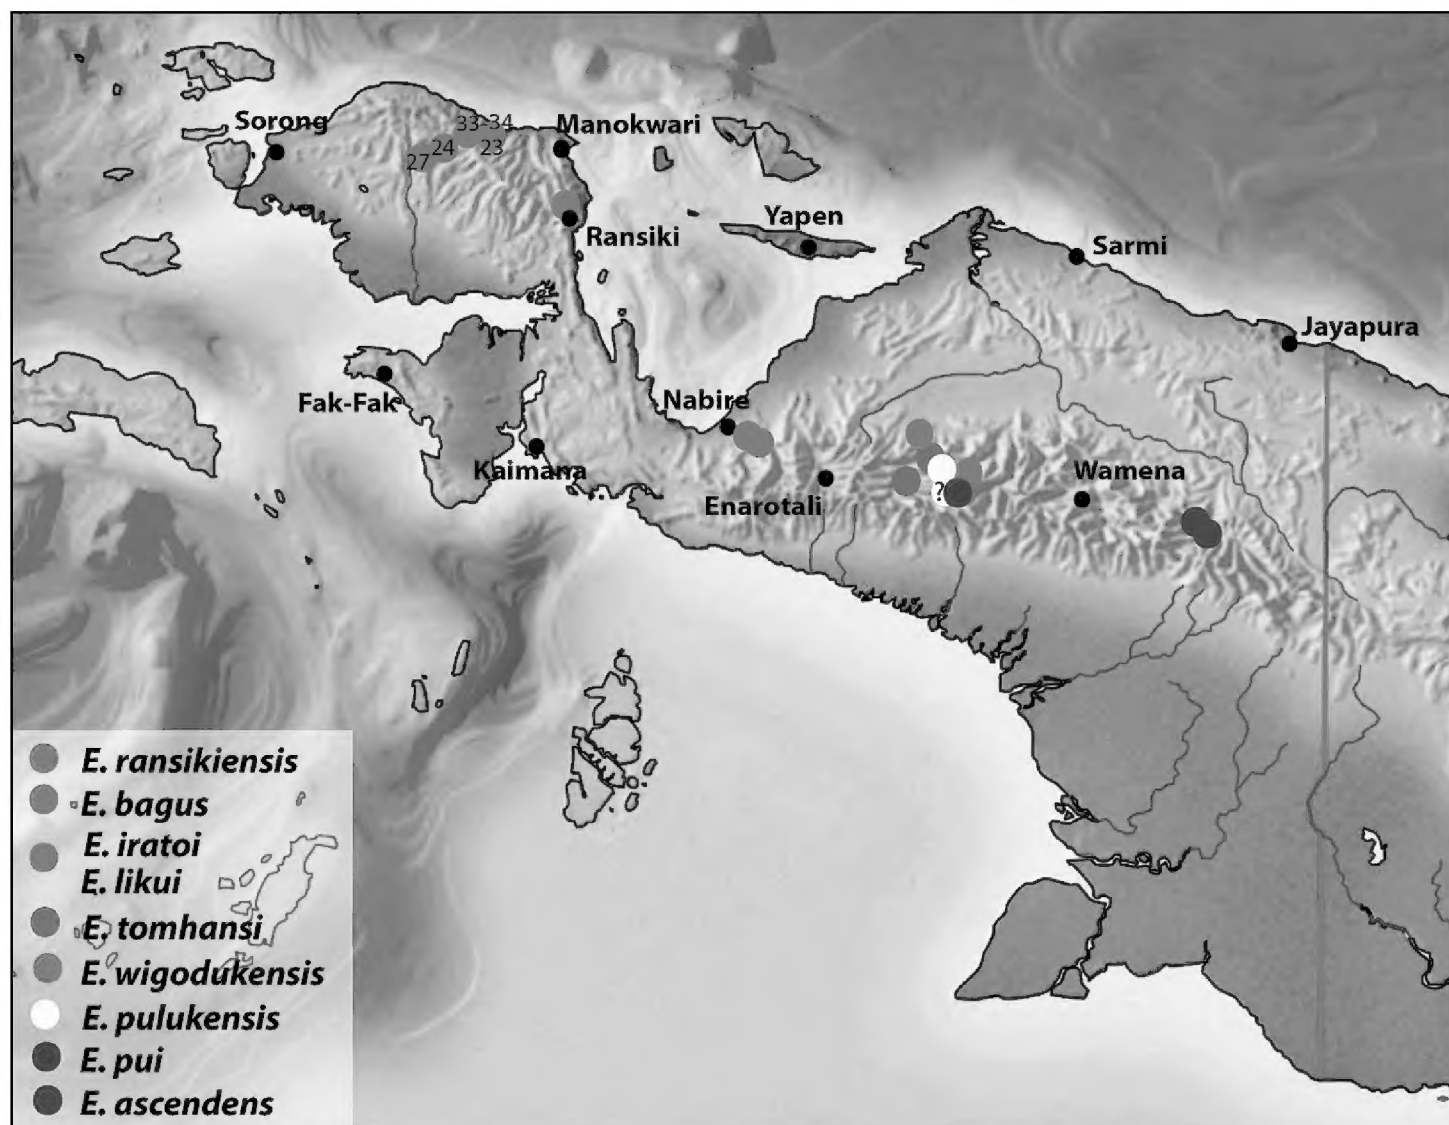 Sorong
33-34
Manokwari
24
23
27
Yapen
Ransiki
Sarmi
Jayapura
Fak-Fak
Nabire
Kaimana
Wamena
Enarotali
?
E. ransikiensis
E. bagus
E. iratoi
E. likui
E. tomhansi
E. wigodukensis
E. pulukensis
E. pui
E. ascendens